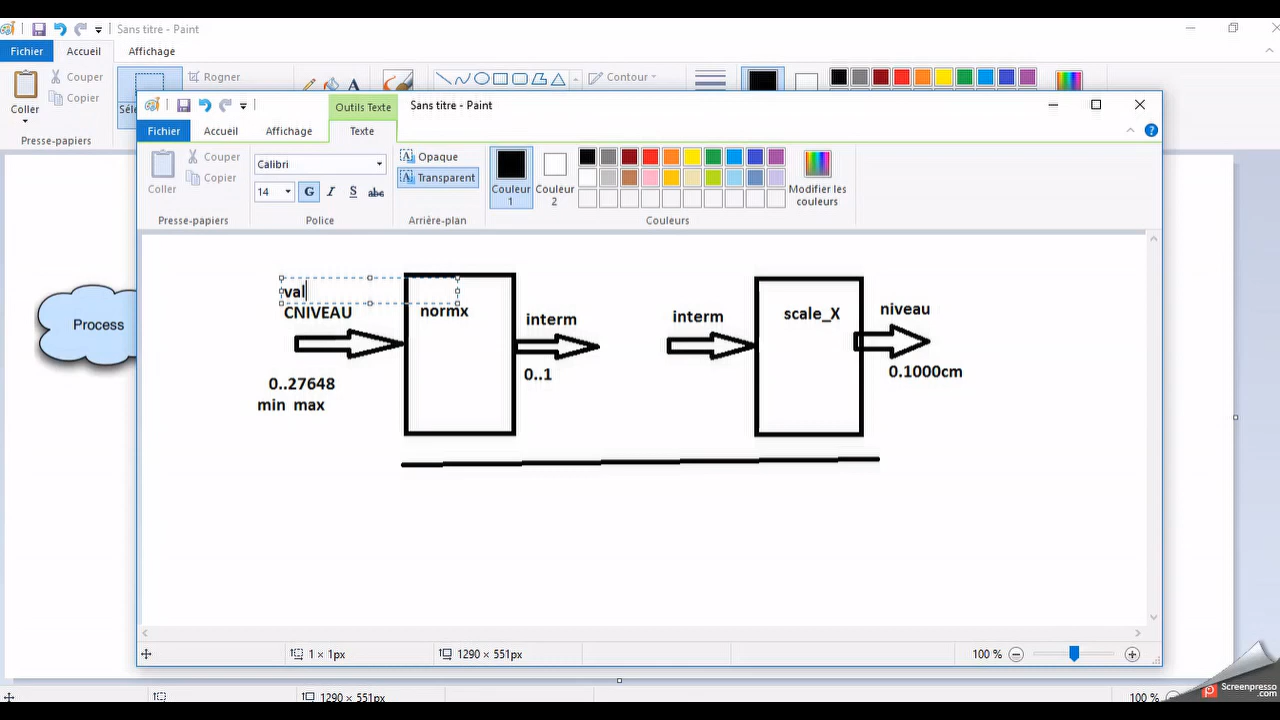 Sans titre - Paint
Fichier Accueil Affichage
Couper
Copier
Coller
Presse-papiers
Rogner
Contour
Outils Texte
Sans titre - Paint
Fichier Accueil Affichage Texte
Couper
Copier
Coller
Presse-papiers
Calibri
14 G I S abc
Police
Opaque
Transparent
Arrière-plan
Couleur 1
Couleur 2
Modifier les couleurs
Couleurs
Process
val
CNIVEAU
normx
interm
0..27648
min max
0..1
interm
scale_X
niveau
0.1000cm
1 × 1px
1290 × 551px
100 %
1290 × 551px
100 %
Screenpresso
.com